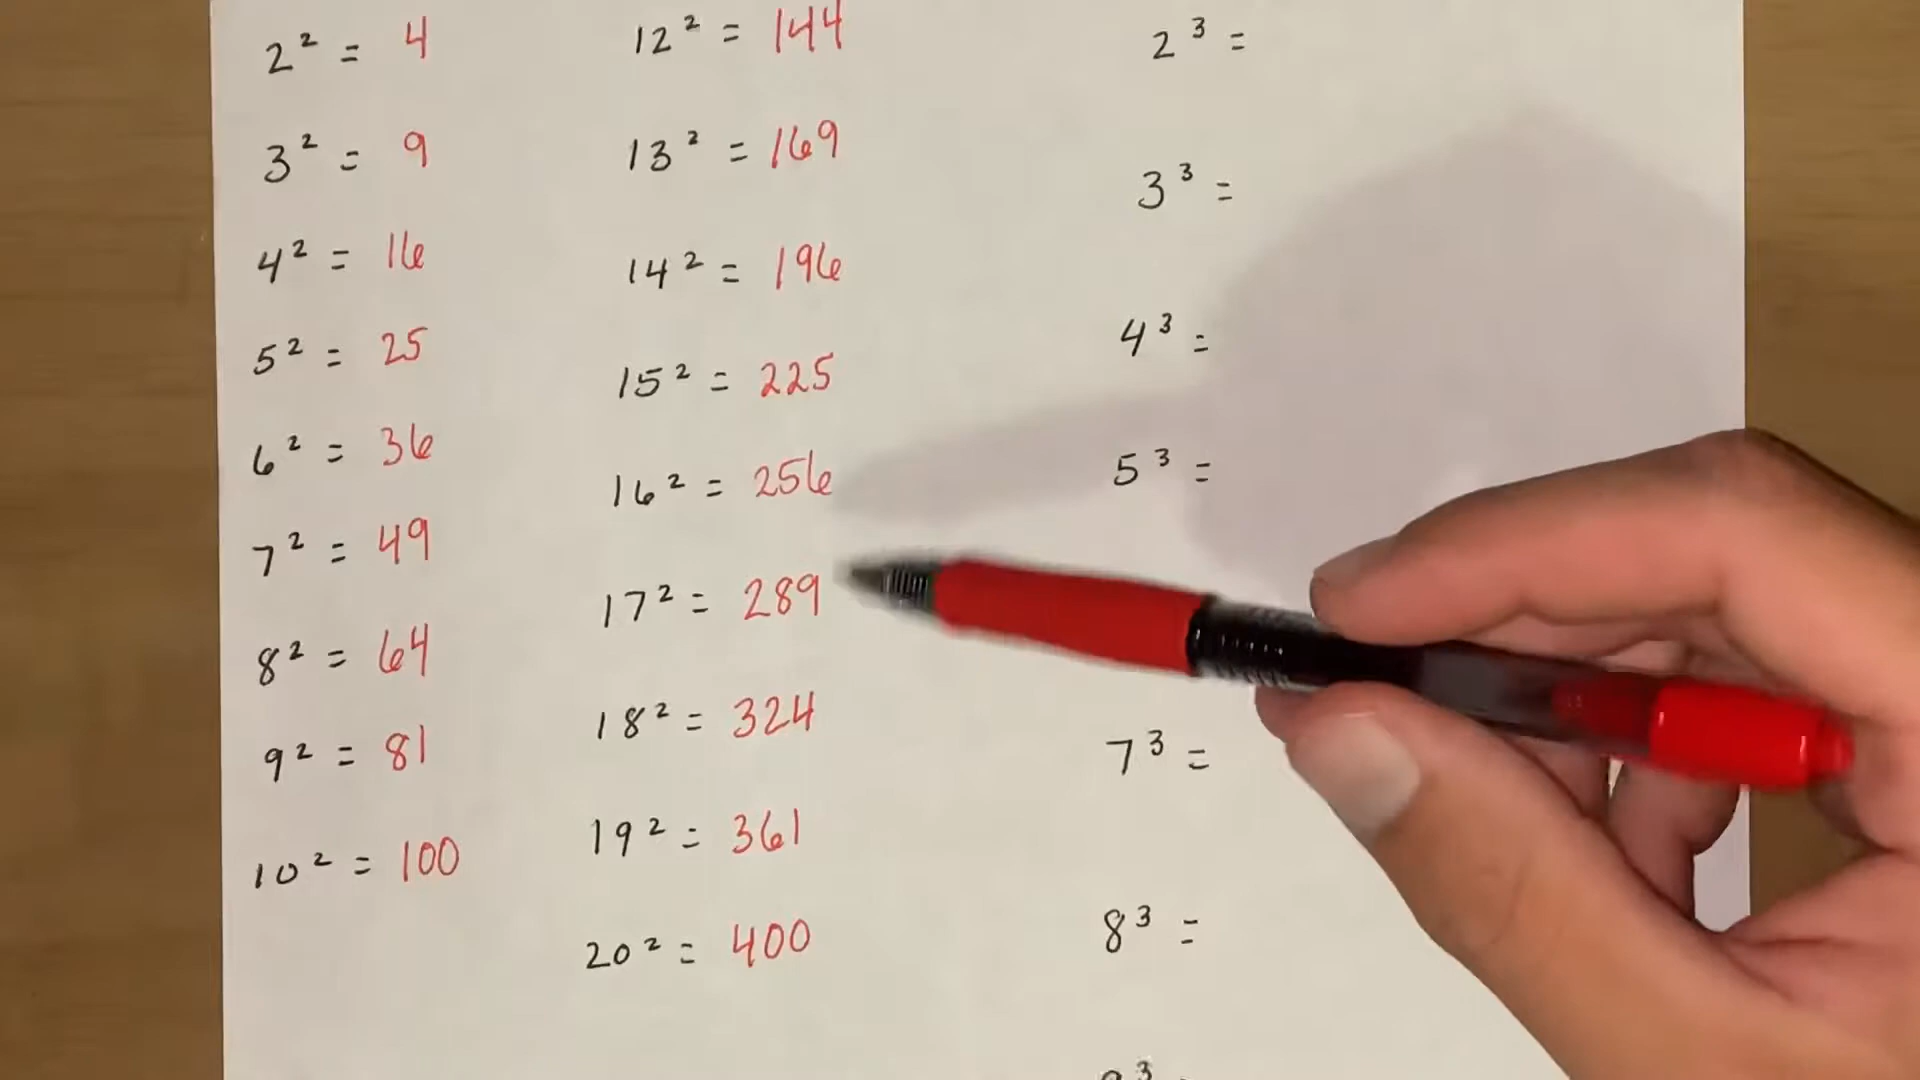 2² = 4
3² = 9
4² = 16
5² = 25
6² = 36
7² = 49
8² = 64
9² = 81
10² = 100
12² = 144
13² = 169
14² = 196
15² = 225
16² = 256
17² = 289
18² = 324
19² = 361
20² = 400
2³ =
3³ =
4³ =
5³ =
7³ =
8³ =